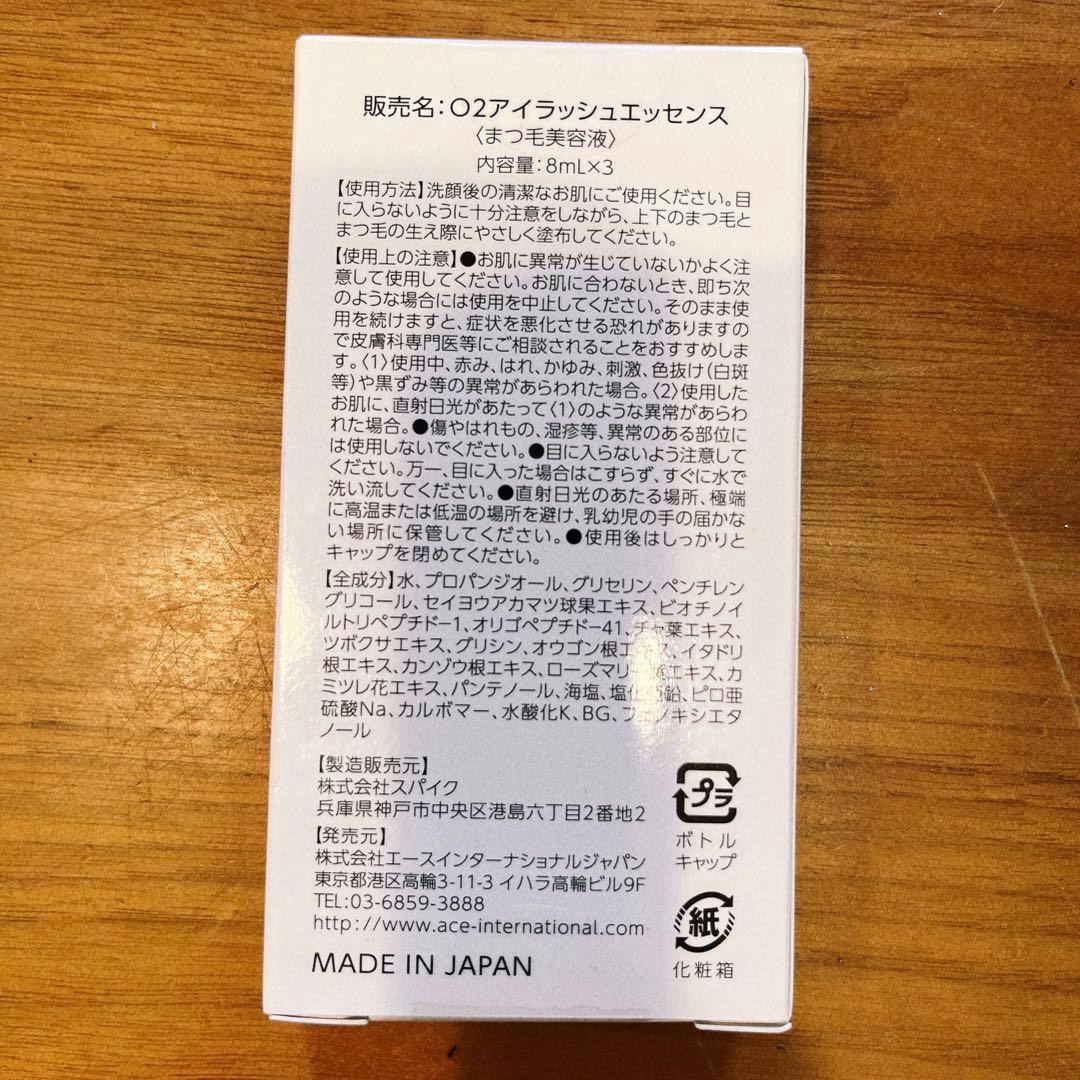 販売名:O2アイラッシュエッセンス
〈まつ毛美容液〉
内容量:8mL×3
【使用方法】洗顔後の清潔なお肌にご使用ください。目
に入らないように十分注意をしながら、上下のまつ毛と
まつ毛の生え際にやさしく塗布してください。
【使用上の注意】●お肌に異常が生じていないかよく注
意して使用してください。お肌に合わないとき、即ち次
のような場合には使用を中止してください。そのまま使
用を続けますと、症状を悪化させる恐れがありますの
で皮膚科専門医等にご相談されることをおすすめしま
す。〈1〉使用中、赤み、はれ、かゆみ、刺激、色抜け(白斑
等)や黒ずみ等の異常があらわれた場合。〈2〉使用した
お肌に、直射日光があたって〈1〉のような異常があらわ
れた場合。●傷やはれもの、湿疹等、異常のある部位に
は使用しないでください。●目に入らないよう注意して
ください。万一、目に入った場合はこすらず、すぐに水で
洗い流してください。●直射日光のあたる場所、極端
に高温または低温の場所を避け、乳幼児の手の届かな
い場所に保管してください。●使用後はしっかりと
キャップを閉めてください。
【全成分】水、プロパンジオール、グリセリン、ペンチレン
グリコール、セイヨウアカマツ球果エキス、ビオチノイ
ルトリペプチド-1、オリゴペプチド-41、チャ葉エキス、
ツボクサエキス、グリシン、オウゴン根エキス、イタドリ
根エキス、カンゾウ根エキス、ローズマリー葉エキス、カ
ミツレ花エキス、パンテノール、海塩、塩化亜鉛、ピロ亜
硫酸Na、カルボマー、水酸化K、BG、フェノキシエタ
ノール
【製造販売元】
株式会社スパイク
兵庫県神戸市中央区港島六丁目2番地2
【発売元】
株式会社エースインターナショナルジャパン
東京都港区高輪3-11-3 イハラ高輪ビル9F
TEL:03-6859-3888
http://www.ace-international.com
MADE IN JAPAN
プラ
ボトル
キャップ
紙
化粧箱